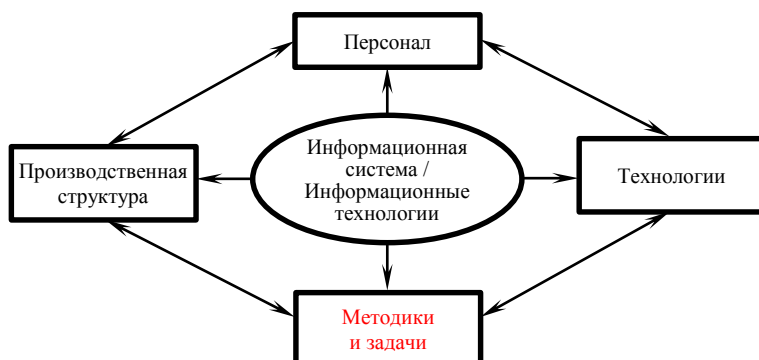 Персонал
Производственная
структура
Информационная
система /
Информационные
технологии
Технологии
Методики
и задачи